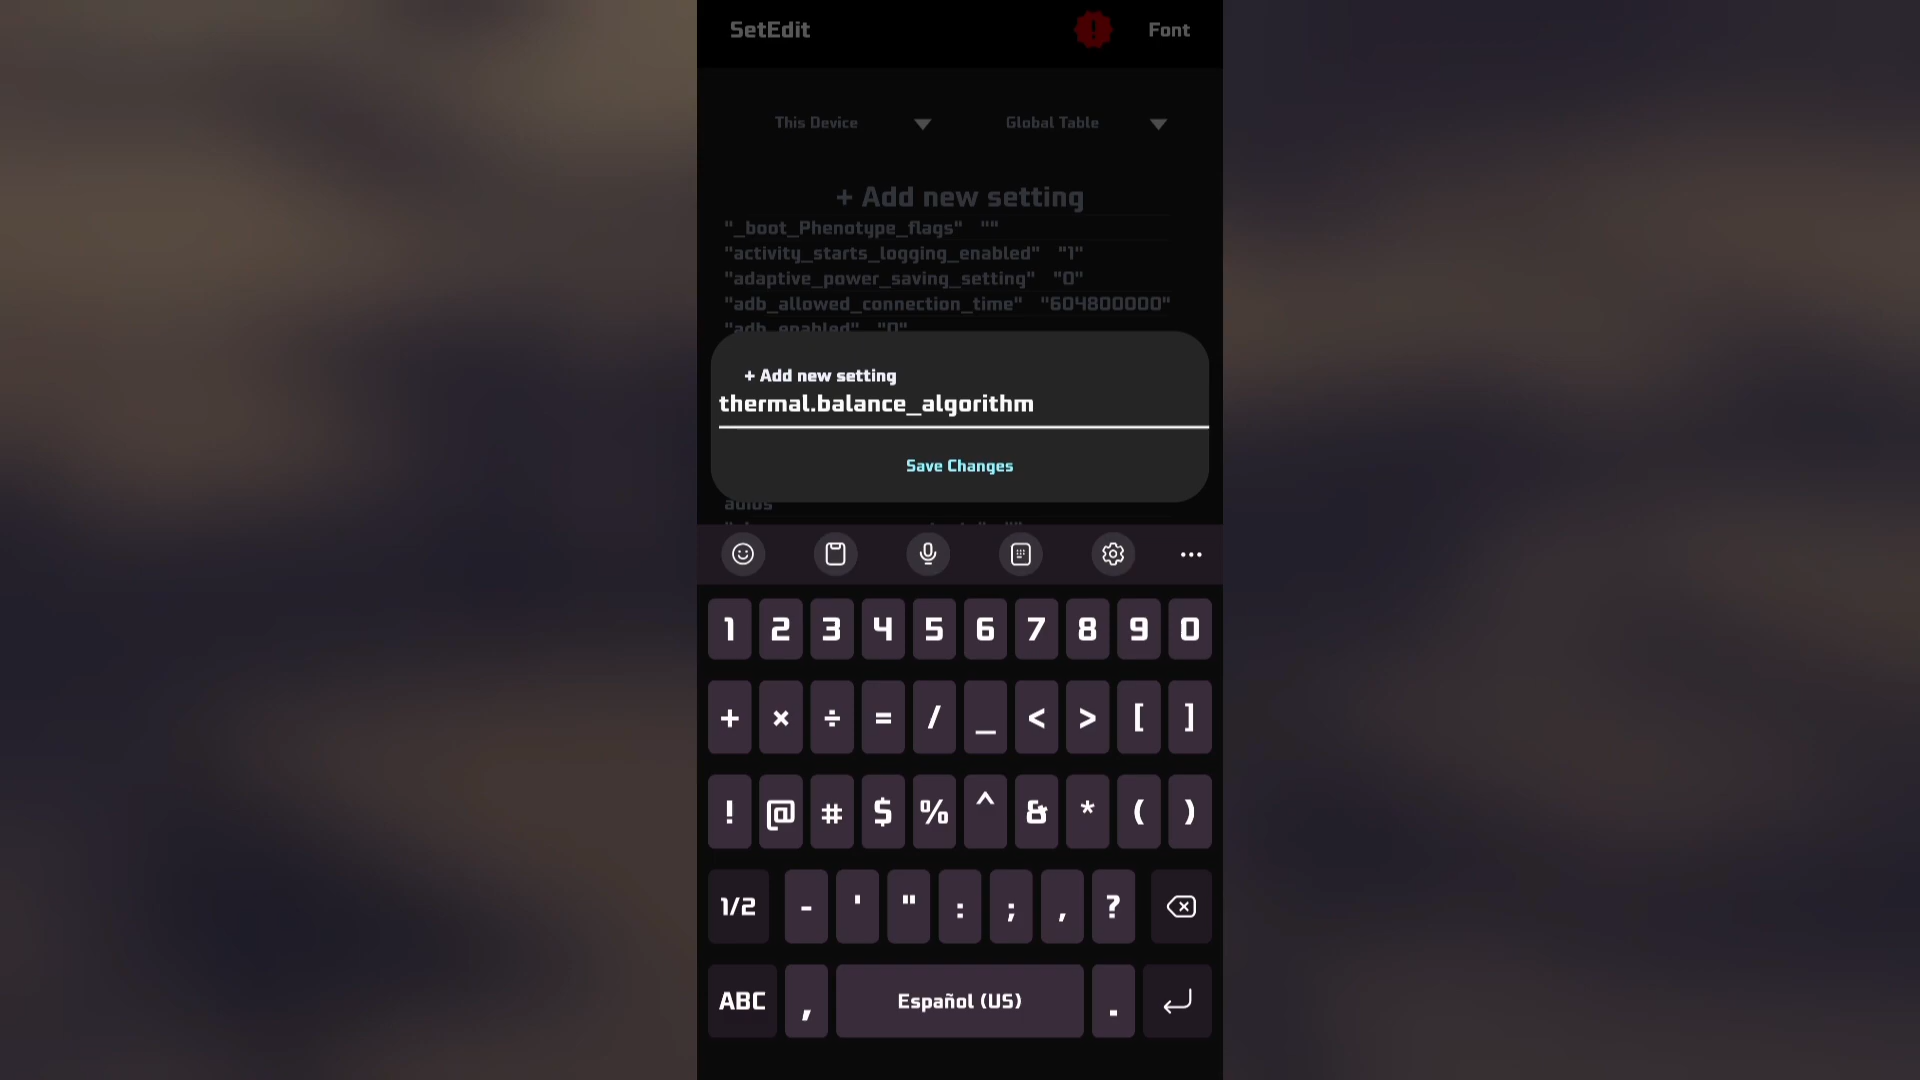 SetEdit
Font
This Device
Global Table
+ Add new setting
"_boot_Phenotype_flags" ""
"activity_starts_logging_enabled" "1"
"adaptive_power_saving_setting" "0"
"adb_allowed_connection_time" "604800000"
"adb_enabled" "0"
+ Add new setting
thermal.balance_algorithm
Save Changes
1 2 3 4 5 6 7 8 9 0
+ × ÷ = / _ < > [ ]
! @ # $ % ^ & * ( )
1/2 - ' " : ; , ?
ABC , Español (US) .